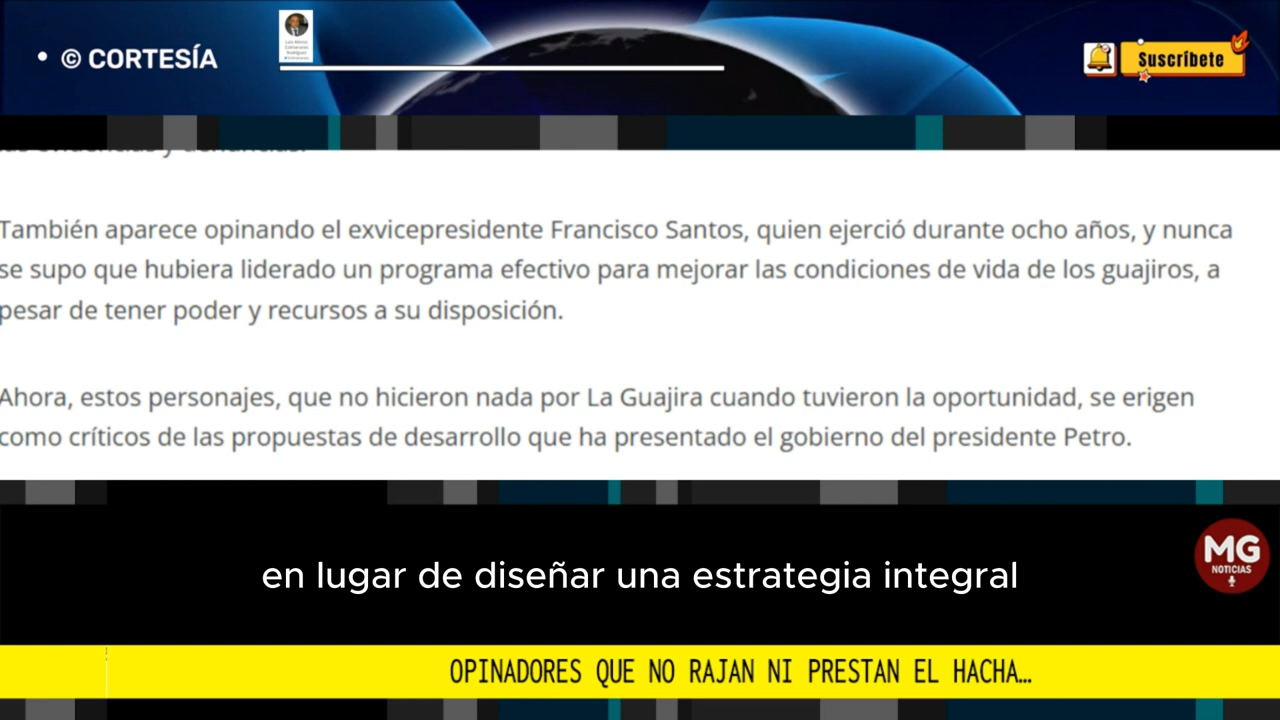 • © CORTESÍA
Suscríbete
También aparece opinando el exvicepresidente Francisco Santos, quien ejerció durante ocho años, y nunca
se supo que hubiera liderado un programa efectivo para mejorar las condiciones de vida de los guajiros, a
pesar de tener poder y recursos a su disposición.
Ahora, estos personajes, que no hicieron nada por La Guajira cuando tuvieron la oportunidad, se erigen
como críticos de las propuestas de desarrollo que ha presentado el gobierno del presidente Petro.
en lugar de diseñar una estrategia integral
MG
NOTICIAS
OPINADORES QUE NO RAJAN NI PRESTAN EL HACHA…